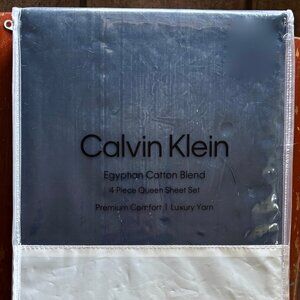 Calvin Klein
Egyptian Cotton Blend
4-Piece Queen Sheet Set
Premium Comfort | Luxury Yarn